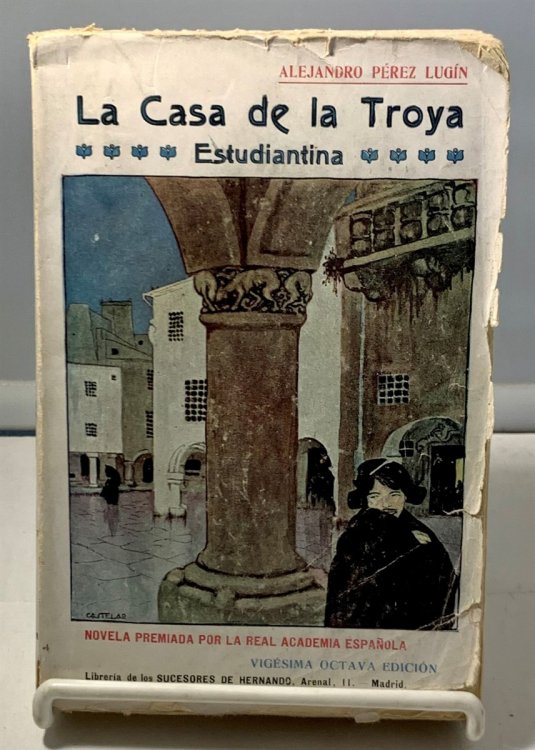 ALEJANDRO PÉREZ LUGÍN
La Casa de la Troya
Estudiantina
CASTELAO
NOVELA PREMIADA POR LA REAL ACADEMIA ESPAÑOLA
VIGÉSIMA OCTAVA EDICIÓN
Librería de los SUCESORES DE HERNANDO, Arenal, 11. — Madrid.